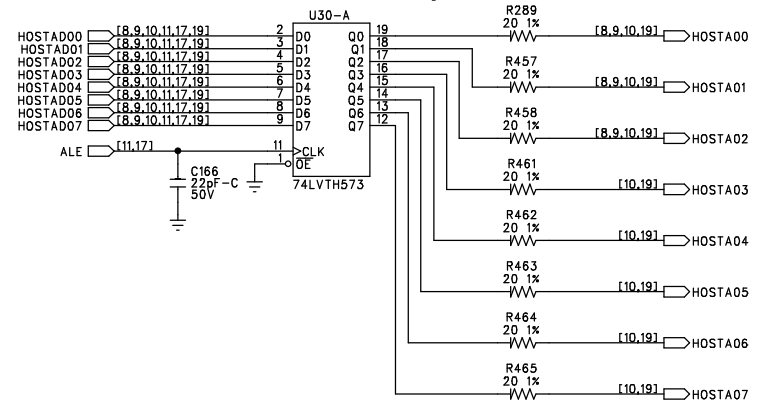 U30-A
R289
20 1%
HOSTAD00 [8,9,10,11,17,19] 2 D0 Q0 19 [8,9,10,19] HOSTA00
HOSTAD01 [8,9,10,11,17,19] 3 D1 Q1 18
HOSTAD02 [8,9,10,11,17,19] 4 D2 Q2 17
HOSTAD03 [8,9,10,11,17,19] 5 D3 Q3 16
HOSTAD04 [8,9,10,11,17,19] 6 D4 Q4 15
HOSTAD05 [8,9,10,11,17,19] 7 D5 Q5 14
HOSTAD06 [8,9,10,11,17,19] 8 D6 Q6 13
HOSTAD07 [8,9,10,11,17,19] 9 D7 Q7 12
ALE [11,17] 11 CLK
1 OE
C166
22pF-C
50V
74LVTH573
R457
20 1%
[8,9,10,19] HOSTA01
R458
20 1%
[8,9,10,19] HOSTA02
R461
20 1%
[10,19] HOSTA03
R462
20 1%
[10,19] HOSTA04
R463
20 1%
[10,19] HOSTA05
R464
20 1%
[10,19] HOSTA06
R465
20 1%
[10,19] HOSTA07